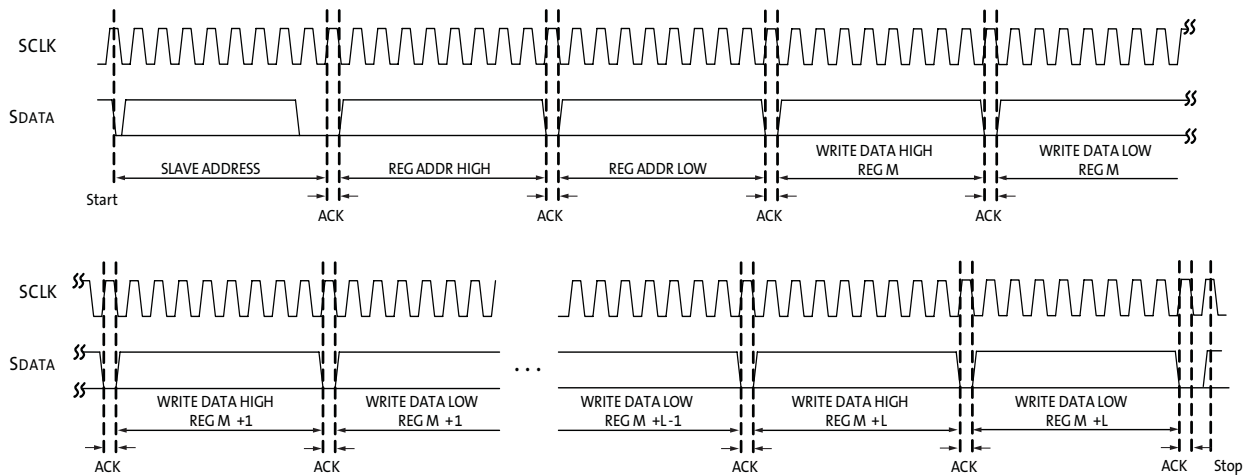 SCLK
SDATA
SLAVE ADDRESS
REG ADDR HIGH
REG ADDR LOW
WRITE DATA HIGH
REG M
WRITE DATA LOW
REG M
Start
ACK
ACK
ACK
ACK
SCLK
SDATA
...
WRITE DATA HIGH
REG M +1
WRITE DATA LOW
REG M +1
WRITE DATA LOW
REG M +L-1
WRITE DATA HIGH
REG M +L
WRITE DATA LOW
REG M +L
ACK
ACK
ACK
ACK
ACK
Stop